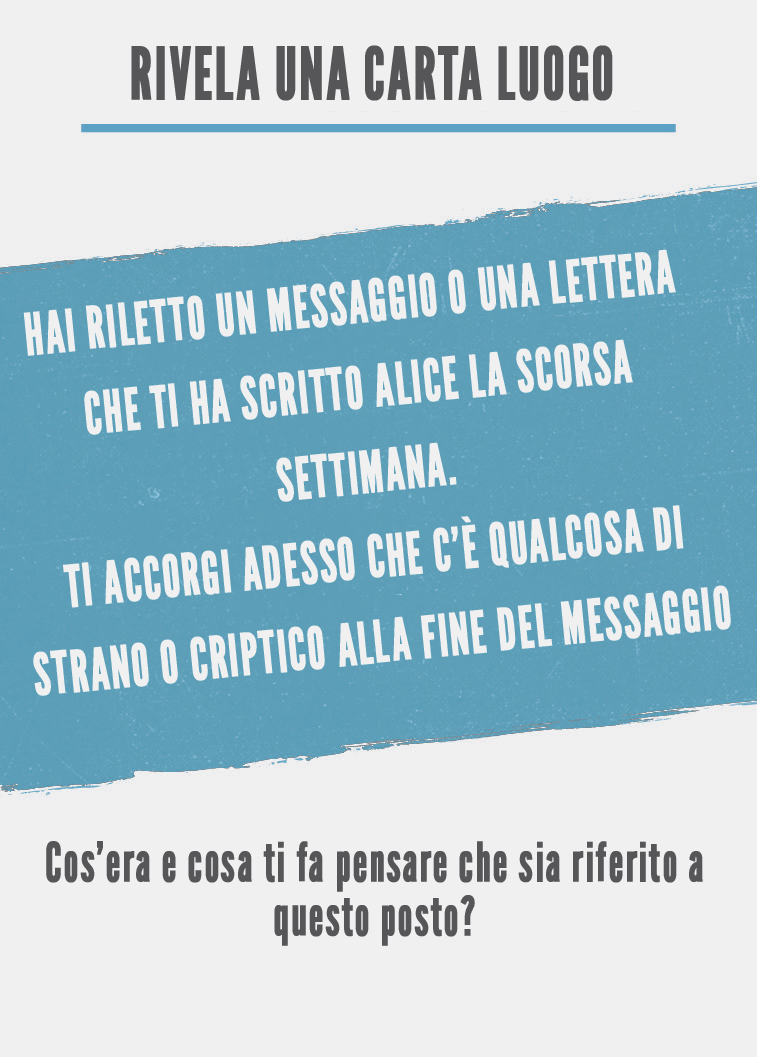 RIVELA UNA CARTA LUOGO
HAI RILETTO UN MESSAGGIO O UNA LETTERA
CHE TI HA SCRITTO ALICE LA SCORSA
SETTIMANA.
TI ACCORGI ADESSO CHE C'È QUALCOSA DI
STRANO O CRIPTICO ALLA FINE DEL MESSAGGIO
Cos'era e cosa ti fa pensare che sia riferito a
questo posto?